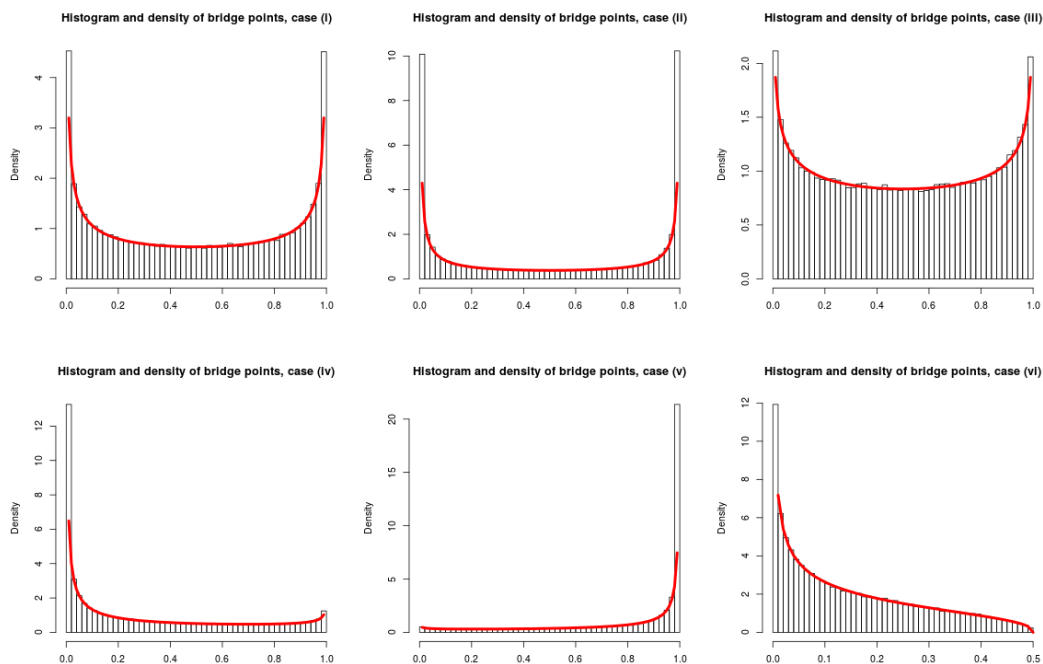 Histogram and density of bridge points, case (i)
Density
4
3
2
1
0
0.0 0.2 0.4 0.6 0.8 1.0
Histogram and density of bridge points, case (ii)
Density
10
8
6
4
2
0
0.0 0.2 0.4 0.6 0.8 1.0
Histogram and density of bridge points, case (iii)
Density
2.0
1.5
1.0
0.5
0.0
0.0 0.2 0.4 0.6 0.8 1.0
Histogram and density of bridge points, case (iv)
Density
12
10
8
6
4
2
0
0.0 0.2 0.4 0.6 0.8 1.0
Histogram and density of bridge points, case (v)
Density
20
15
10
5
0
0.0 0.2 0.4 0.6 0.8 1.0
Histogram and density of bridge points, case (vi)
Density
12
10
8
6
4
2
0
0.0 0.1 0.2 0.3 0.4 0.5